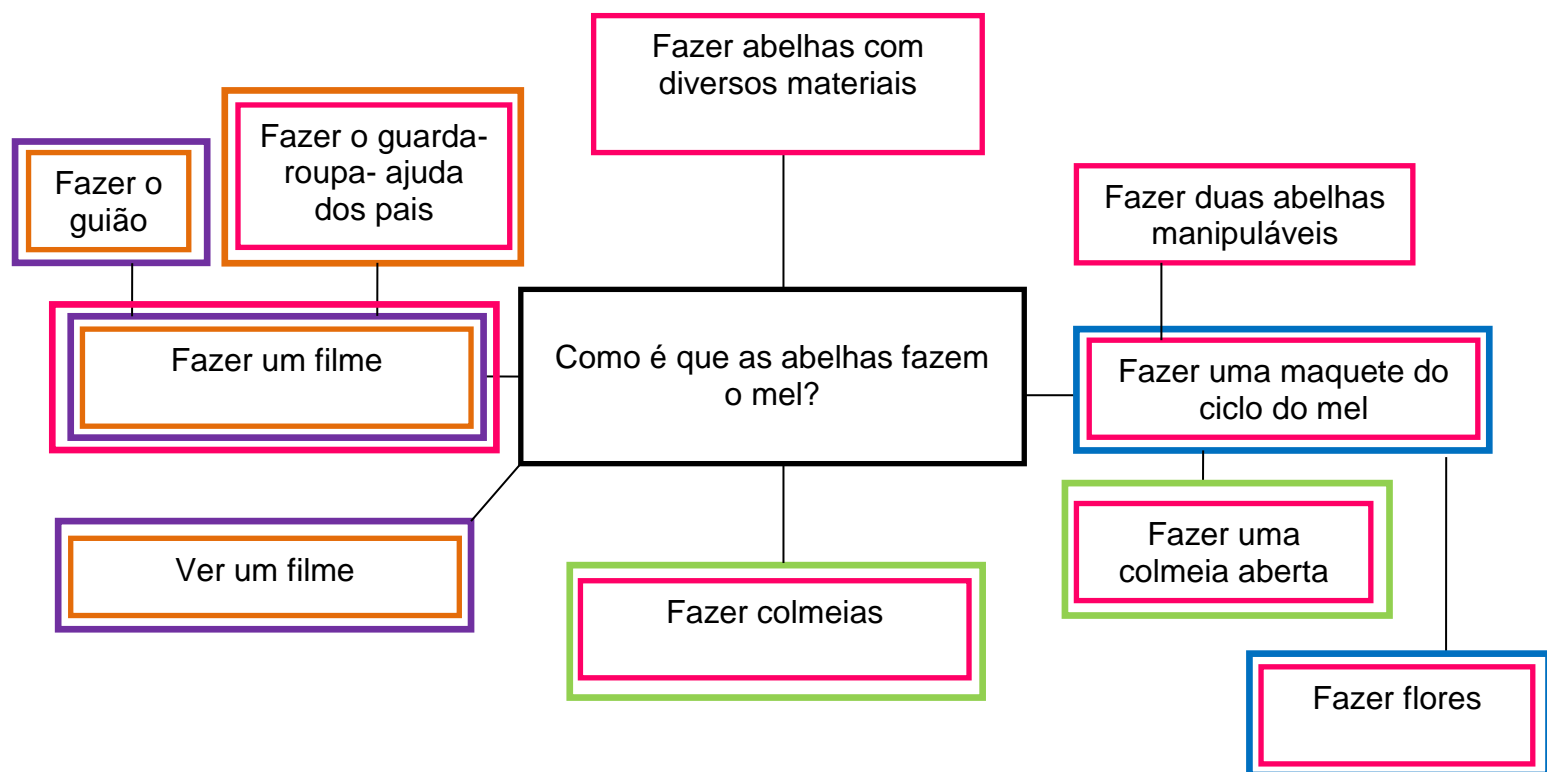 Fazer abelhas com
diversos materiais
Fazer o guarda-
roupa- ajuda
dos pais
Fazer o
guião
Fazer duas abelhas
manipuláveis
Fazer um filme
Como é que as abelhas fazem
o mel?
Fazer uma maquete do
ciclo do mel
Ver um filme
Fazer colmeias
Fazer uma
colmeia aberta
Fazer flores